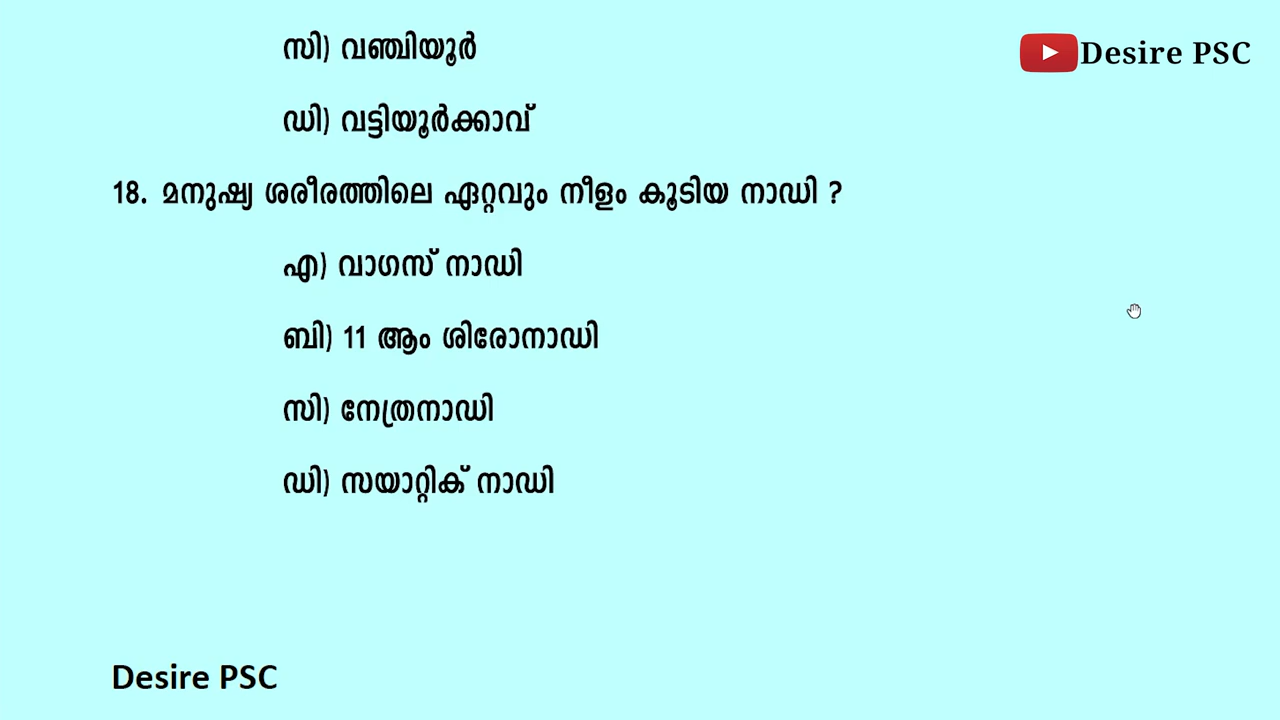 സി) വഞ്ചിയൂർ
Desire PSC
ഡി) വട്ടിയൂർക്കാവ്
18. മനുഷ്യ ശരീരത്തിലെ ഏറ്റവും നീളം കൂടിയ നാഡി ?
എ) വാഗസ് നാഡി
ബി) 11 ആം ശിരോനാഡി
സി) നേത്രനാഡി
ഡി) സയാറ്റിക് നാഡി
Desire PSC